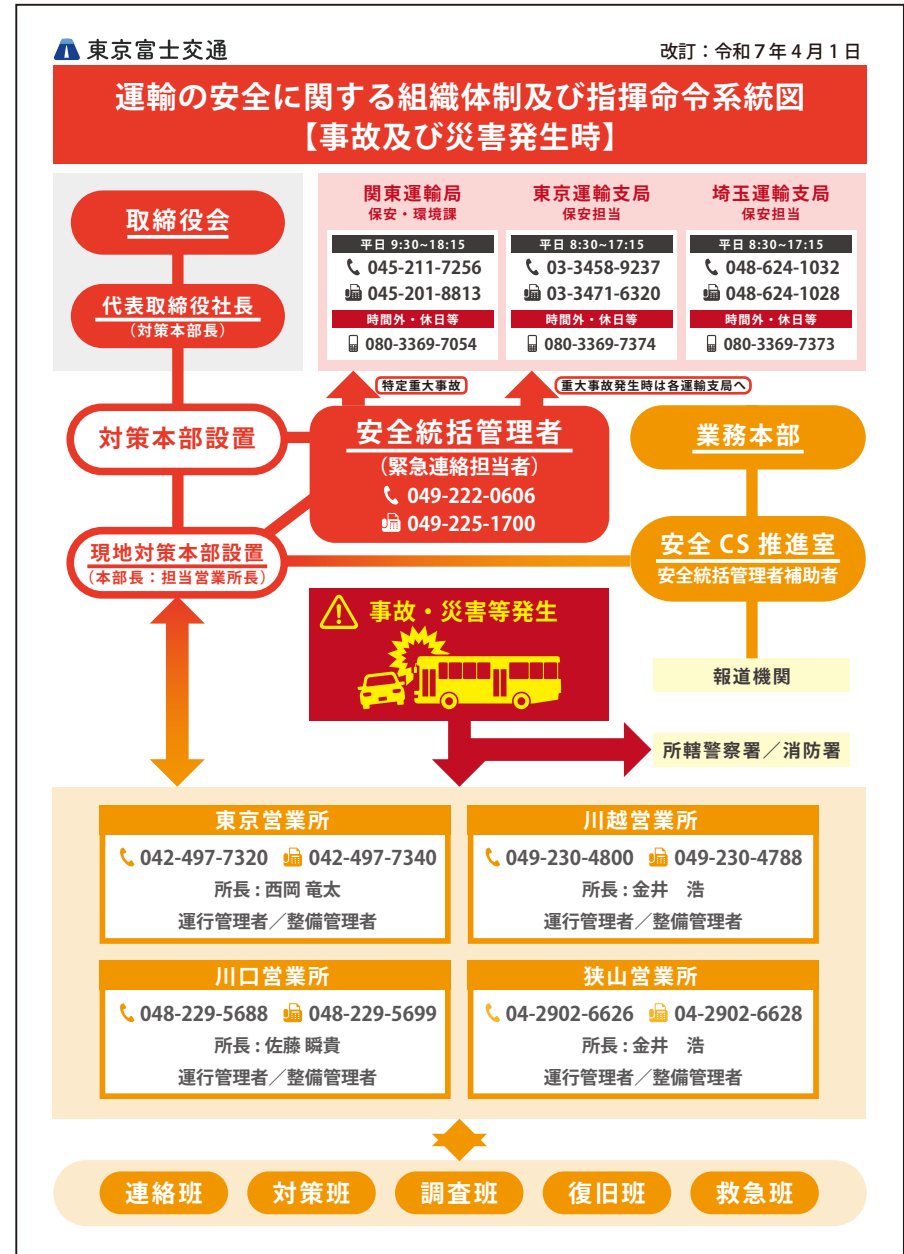 東京富士交通
改訂：令和7年4月1日
運輸の安全に関する組織体制及び指揮命令系統図
【事故及び災害発生時】
取締役会
代表取締役社長
（対策本部長）
関東運輸局
保安・環境課
平日 9:30~18:15
045-211-7256
045-201-8813
時間外・休日等
080-3369-7054
東京運輸支局
保安担当
平日 8:30~17:15
03-3458-9237
03-3471-6320
時間外・休日等
080-3369-7374
埼玉運輸支局
保安担当
平日 8:30~17:15
048-624-1032
048-624-1028
時間外・休日等
080-3369-7373
特定重大事故
重大事故発生時は各運輸支局へ
対策本部設置
安全統括管理者
（緊急連絡担当者）
049-222-0606
049-225-1700
業務本部
現地対策本部設置
（本部長：担当営業所長）
安全 CS 推進室
安全統括管理者補助者
事故・災害等発生
報道機関
所轄警察署／消防署
東京営業所
042-497-7320 042-497-7340
所長 : 西岡 竜太
運行管理者／整備管理者
川越営業所
049-230-4800 049-230-4788
所長 : 金井　浩
運行管理者／整備管理者
川口営業所
048-229-5688 048-229-5699
所長 : 佐藤 瞬貴
運行管理者／整備管理者
狭山営業所
04-2902-6626 04-2902-6628
所長 : 金井　浩
運行管理者／整備管理者
連絡班 対策班 調査班 復旧班 救急班